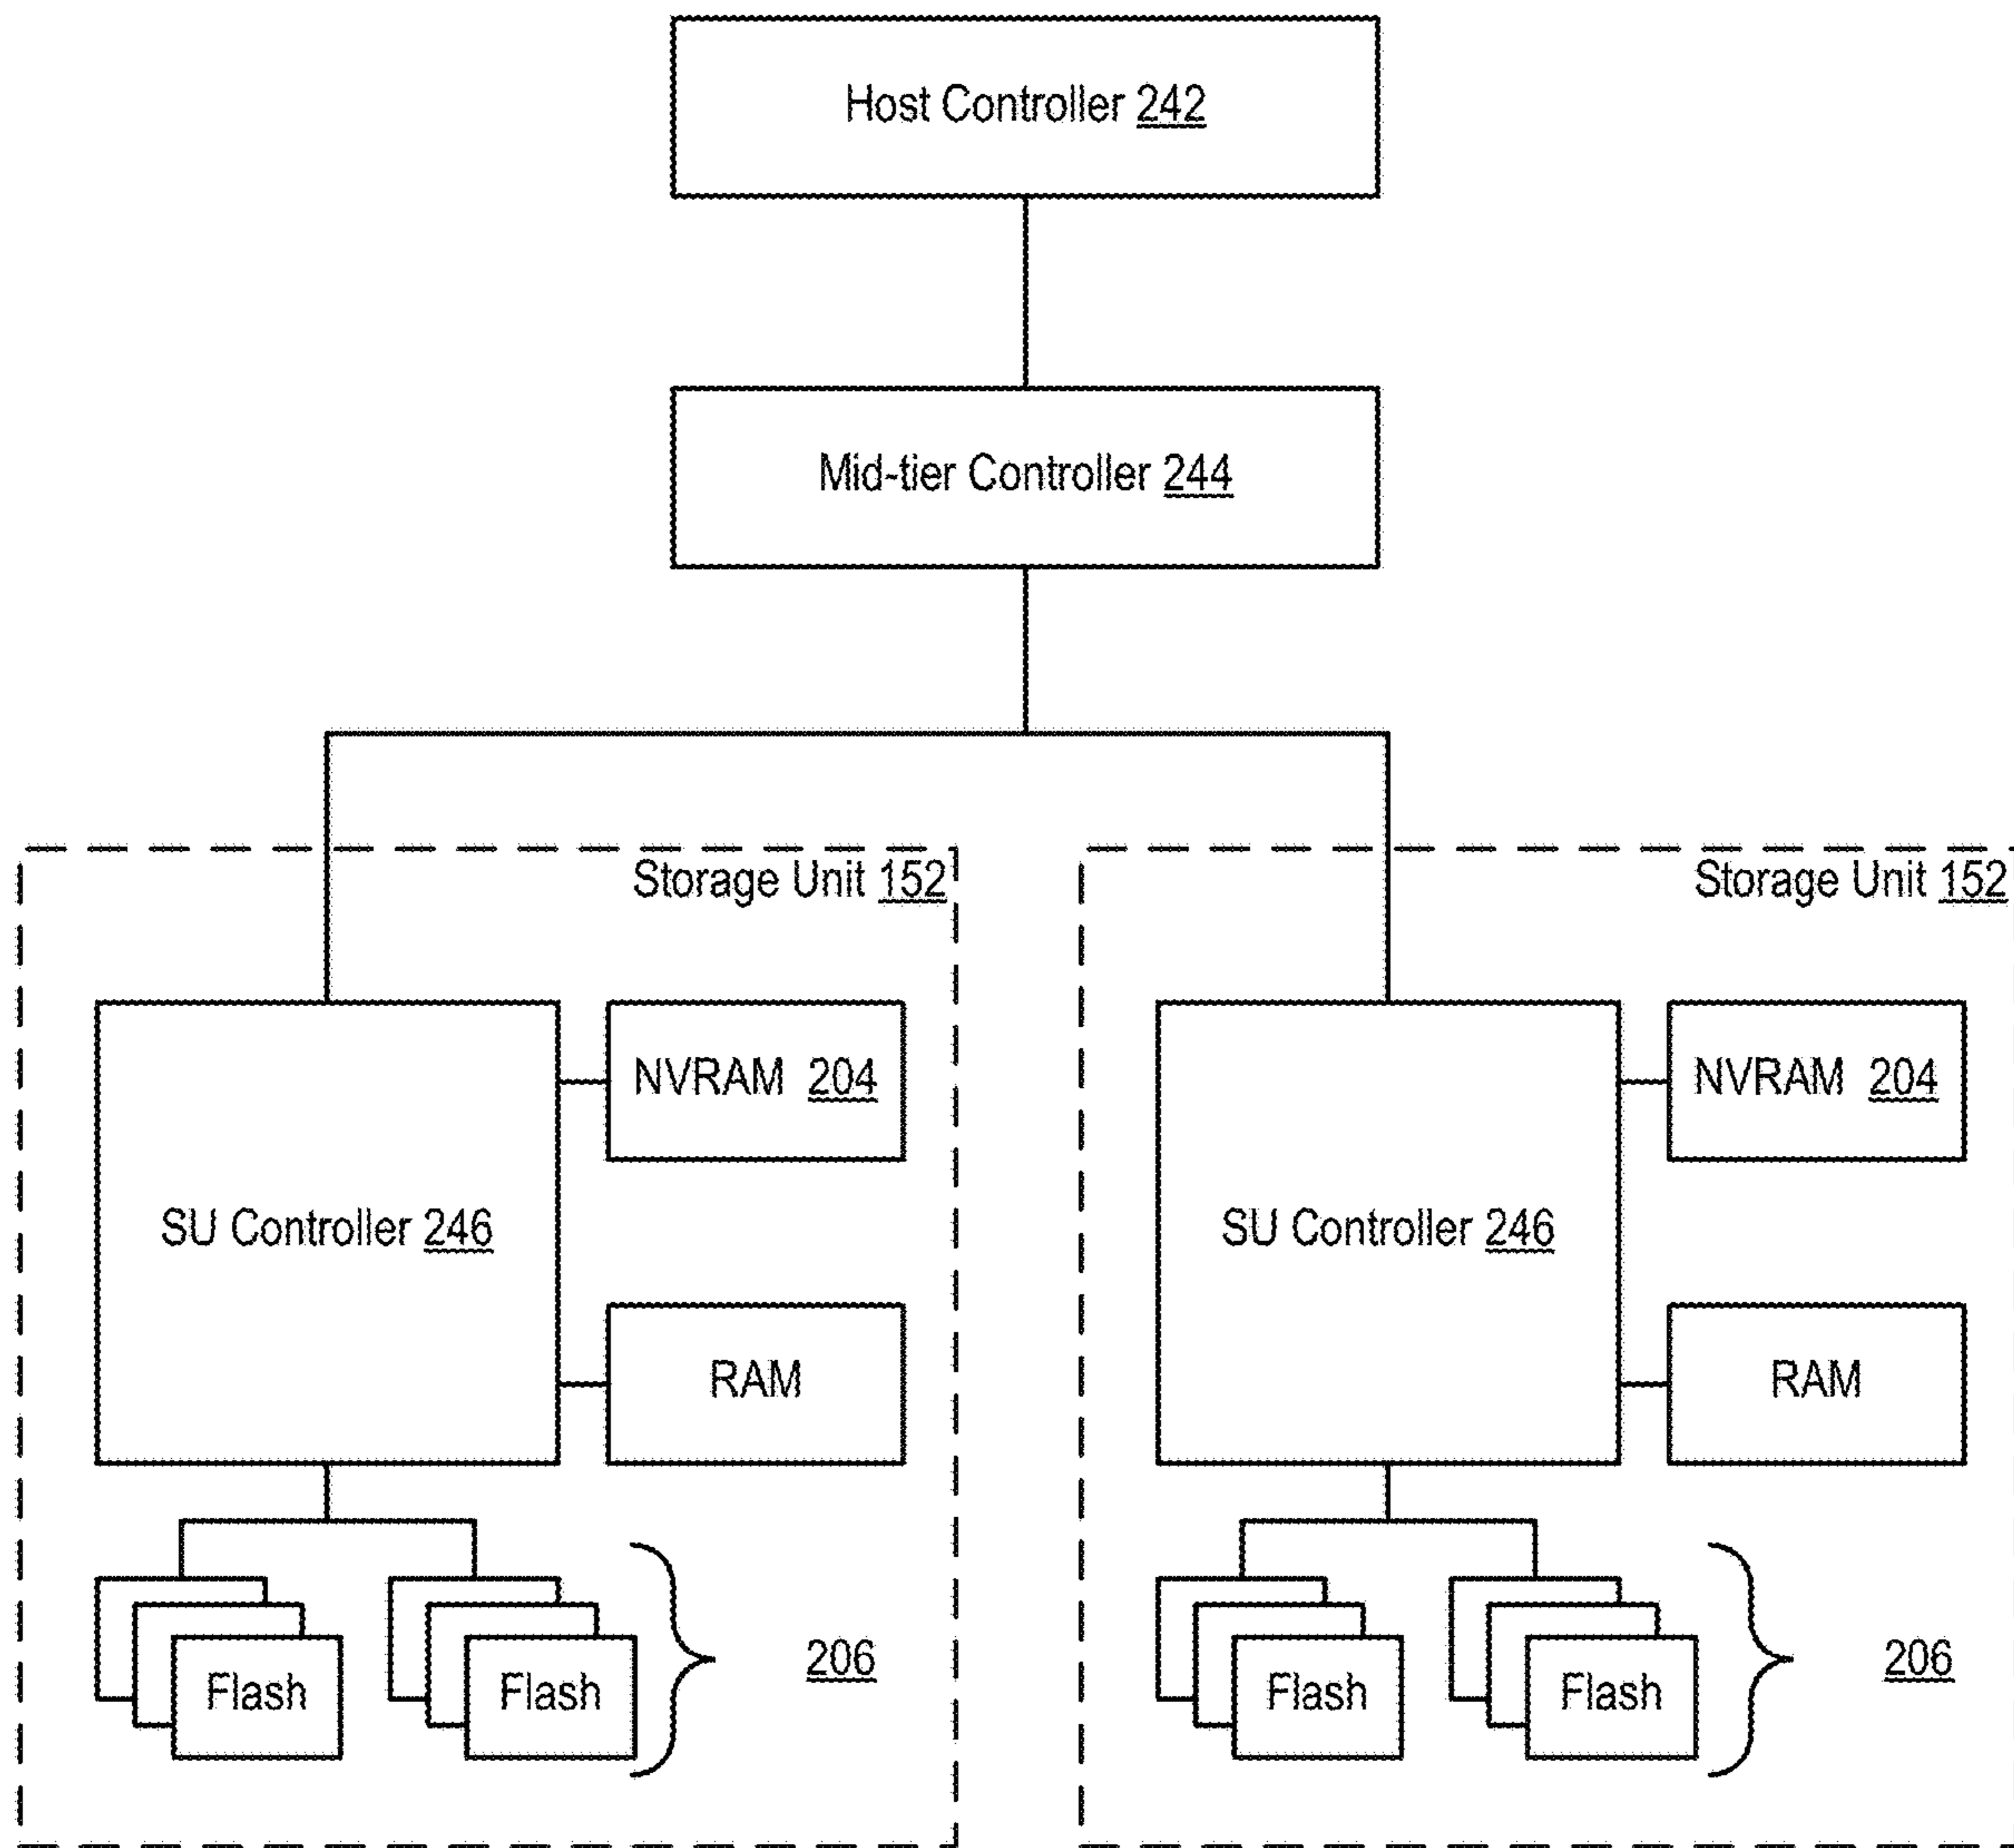 Host Controller 242
Mid-tier Controller 244
Storage Unit 152
NVRAM 204
SU Controller 246
RAM
Flash
Flash
206
Storage Unit 152
NVRAM 204
SU Controller 246
RAM
Flash
Flash
206